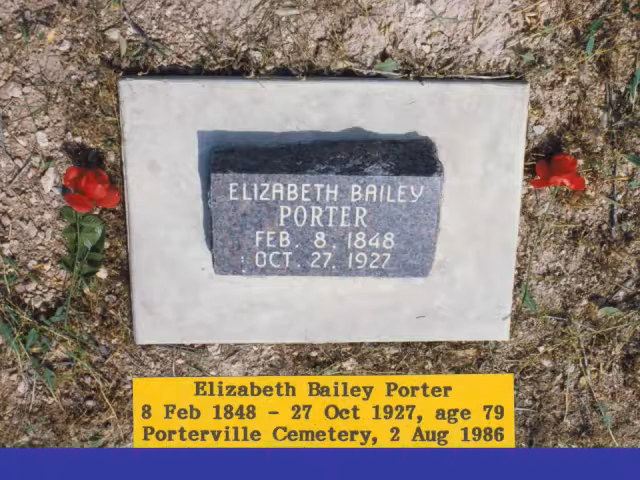 ELIZABETH BAILEY
PORTER
FEB. 8. 1848
OCT. 27. 1927
Elizabeth Bailey Porter
8 Feb 1848 - 27 Oct 1927, age 79
Porterville Cemetery, 2 Aug 1986